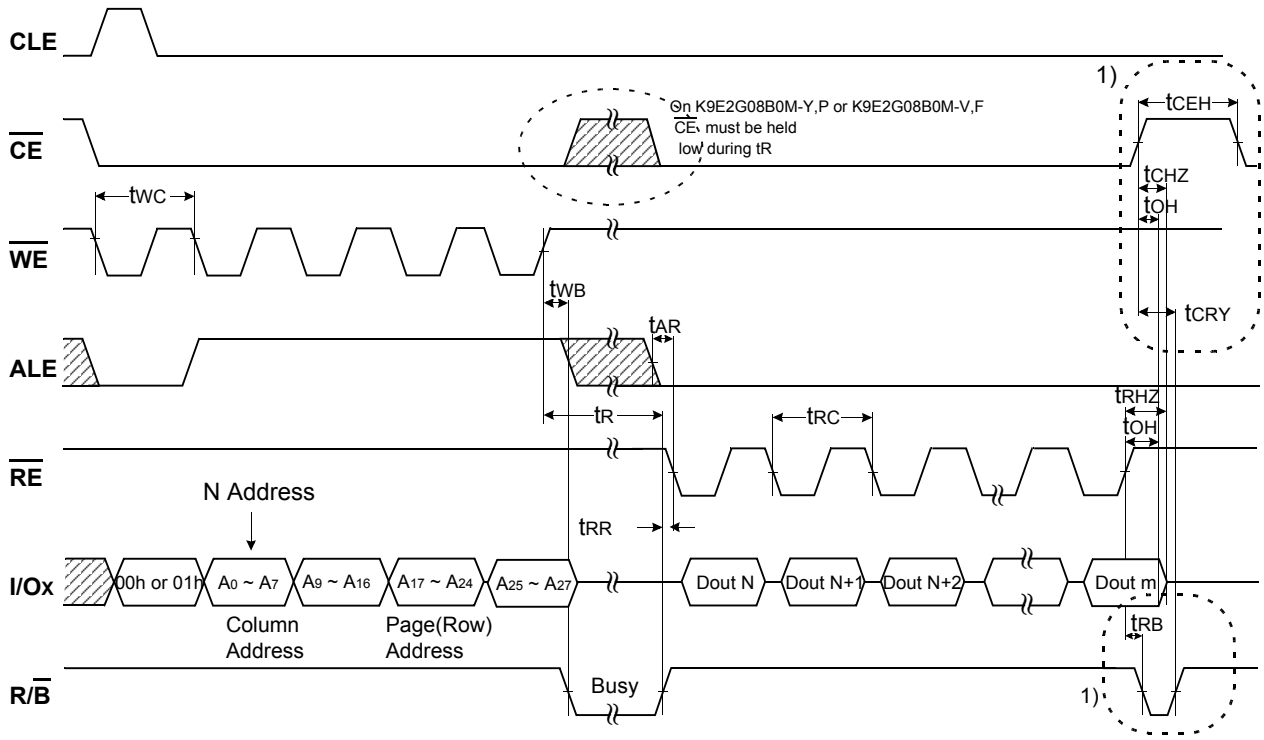 CLE
1)
tCEH
On K9E2G08B0M-Y,P or K9E2G08B0M-V,F
CE must be held
low during tR
CE
tCHZ
tWC
tOH
WE
tWB
tCRY
tAR
ALE
tRHZ
tR
tRC
tOH
RE
N Address
tRR
I/Ox
00h or 01h
A0 ~ A7
A9 ~ A16
A17 ~ A24
A25 ~ A27
Dout N
Dout N+1
Dout N+2
Dout m
Column
Address
Page(Row)
Address
tRB
R/B
Busy
1)